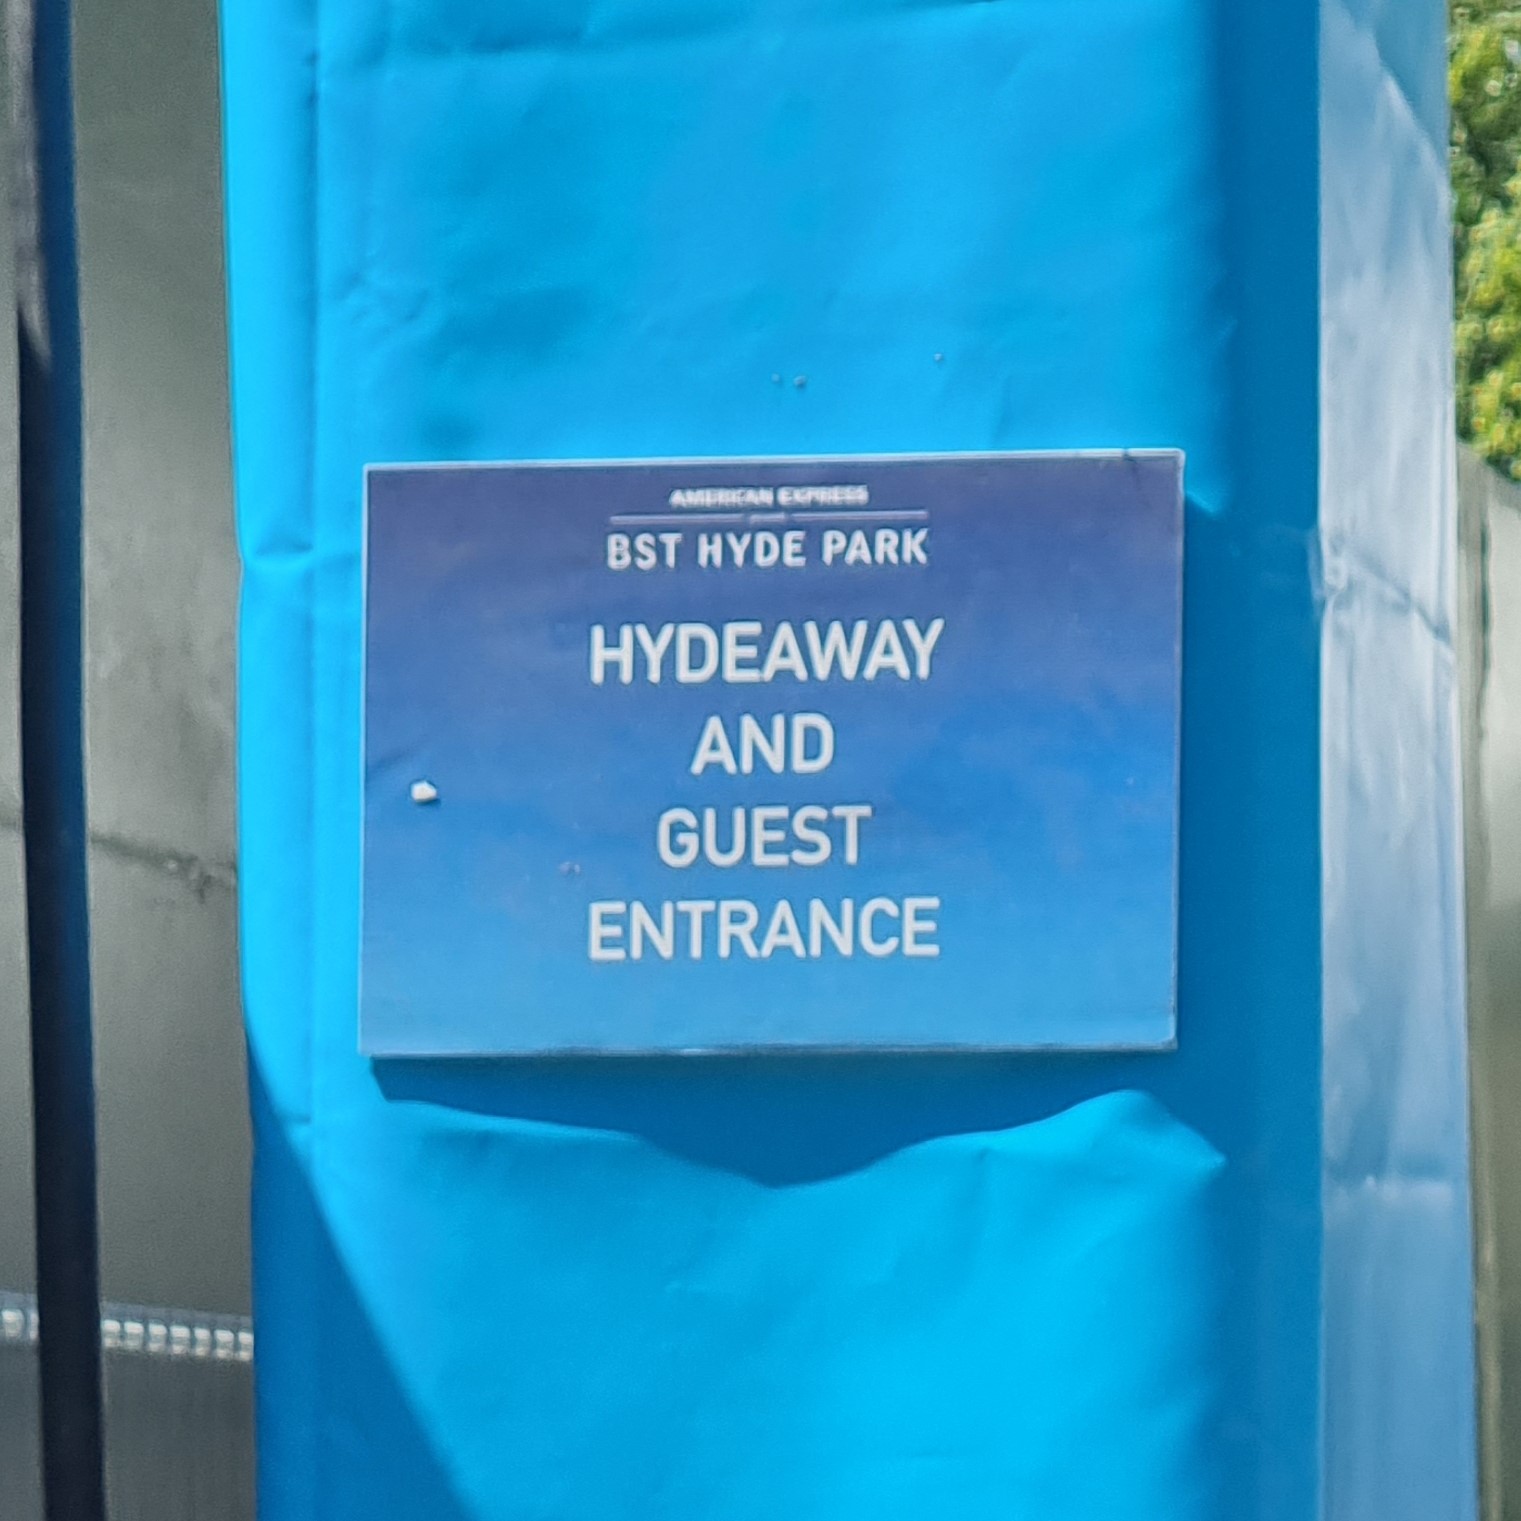 AMERICAN EXPRESS
BST HYDE PARK
HYDEAWAY
AND
GUEST
ENTRANCE